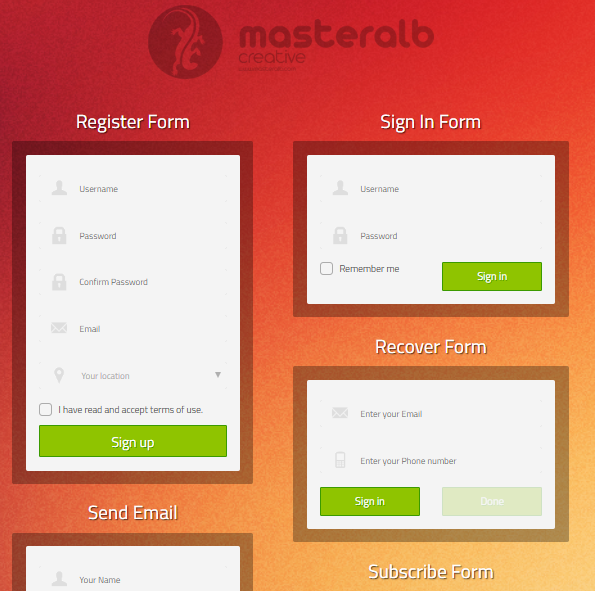 masteralb
creative
Register Form
Username
Password
Confirm Password
Email
Your location
I have read and accept terms of use.
Sign up
Send Email
Your Name
Sign In Form
Username
Password
Remember me
Sign in
Recover Form
Enter your Email
Enter your Phone number
Sign in
Done
Subscribe Form